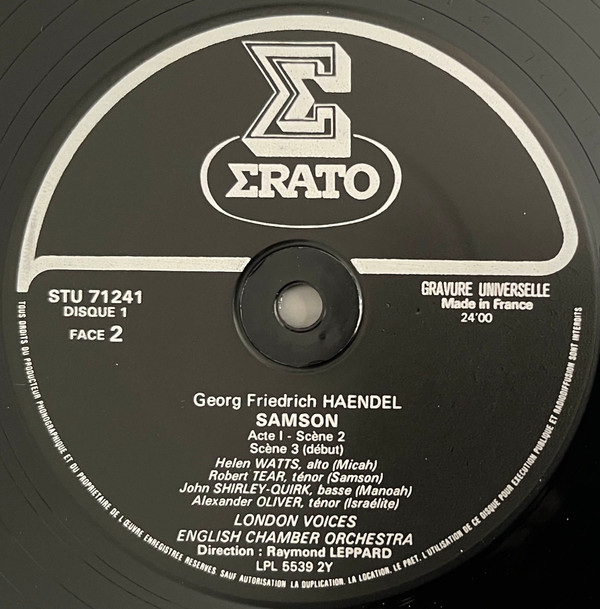 ΣRATO
STU 71241
DISQUE 1
FACE 2
GRAVURE UNIVERSELLE
Made in France
24'00
Georg Friedrich HAENDEL
SAMSON
Acte I - Scène 2
Scène 3 (début)
Helen WATTS, alto (Micah)
Robert TEAR, ténor (Samson)
John SHIRLEY-QUIRK, basse (Manoah)
Alexander OLIVER, ténor (Israélite)
LONDON VOICES
ENGLISH CHAMBER ORCHESTRA
Direction : Raymond LEPPARD
LPL 5539 2Y
TOUS DROITS DU PRODUCTEUR PHONOGRAPHIQUE ET DU PROPRIETAIRE DE L'ŒUVRE ENREGISTREE RESERVES. SAUF AUTORISATION LA DUPLICATION. LA LOCATION. LE PRET. L'UTILISATION DE CE DISQUE POUR EXECUTION PUBLIQUE ET RADIODIFFUSION SONT INTERDITS